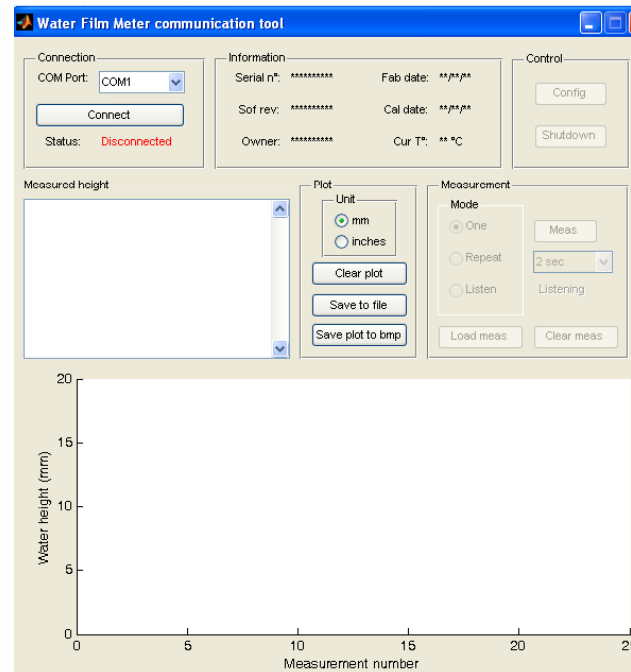 Water Film Meter communication tool
Connection
COM Port: COM1
Connect
Status: Disconnected
Information
Serial n°: ********** Fab date: **/**/**
Sof rev: ********** Cal date: **/**/**
Owner: ********** Cur T°: ** °C
Control
Config
Shutdown
Measured height
Plot
Unit
mm
inches
Clear plot
Save to file
Save plot to bmp
Measurement
Mode
One
Repeat
Listen
Meas
2 sec
Listening
Load meas
Clear meas
20
15
10
5
0
Water height (mm)
0 5 10 15 20 2
Measurement number